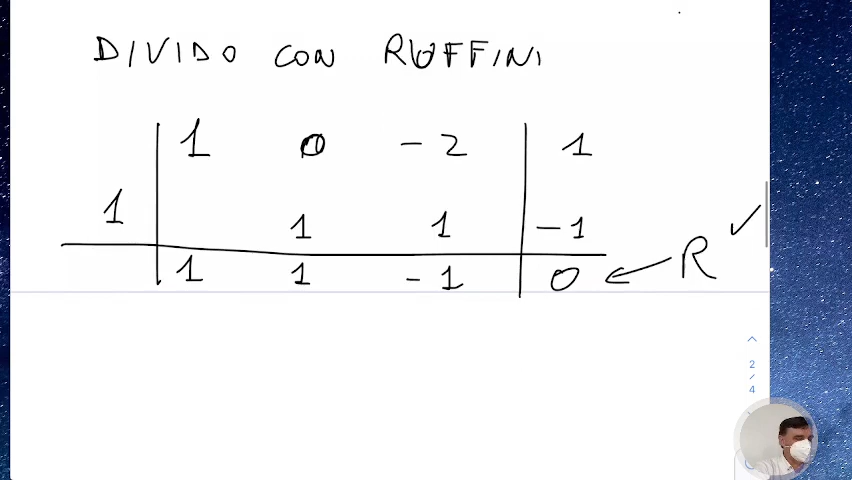 DIVIDO CON RUFFINI
1 0 -2 1
1
1 1 -1
1 1 -1 0 ← R ✓
2
/
4